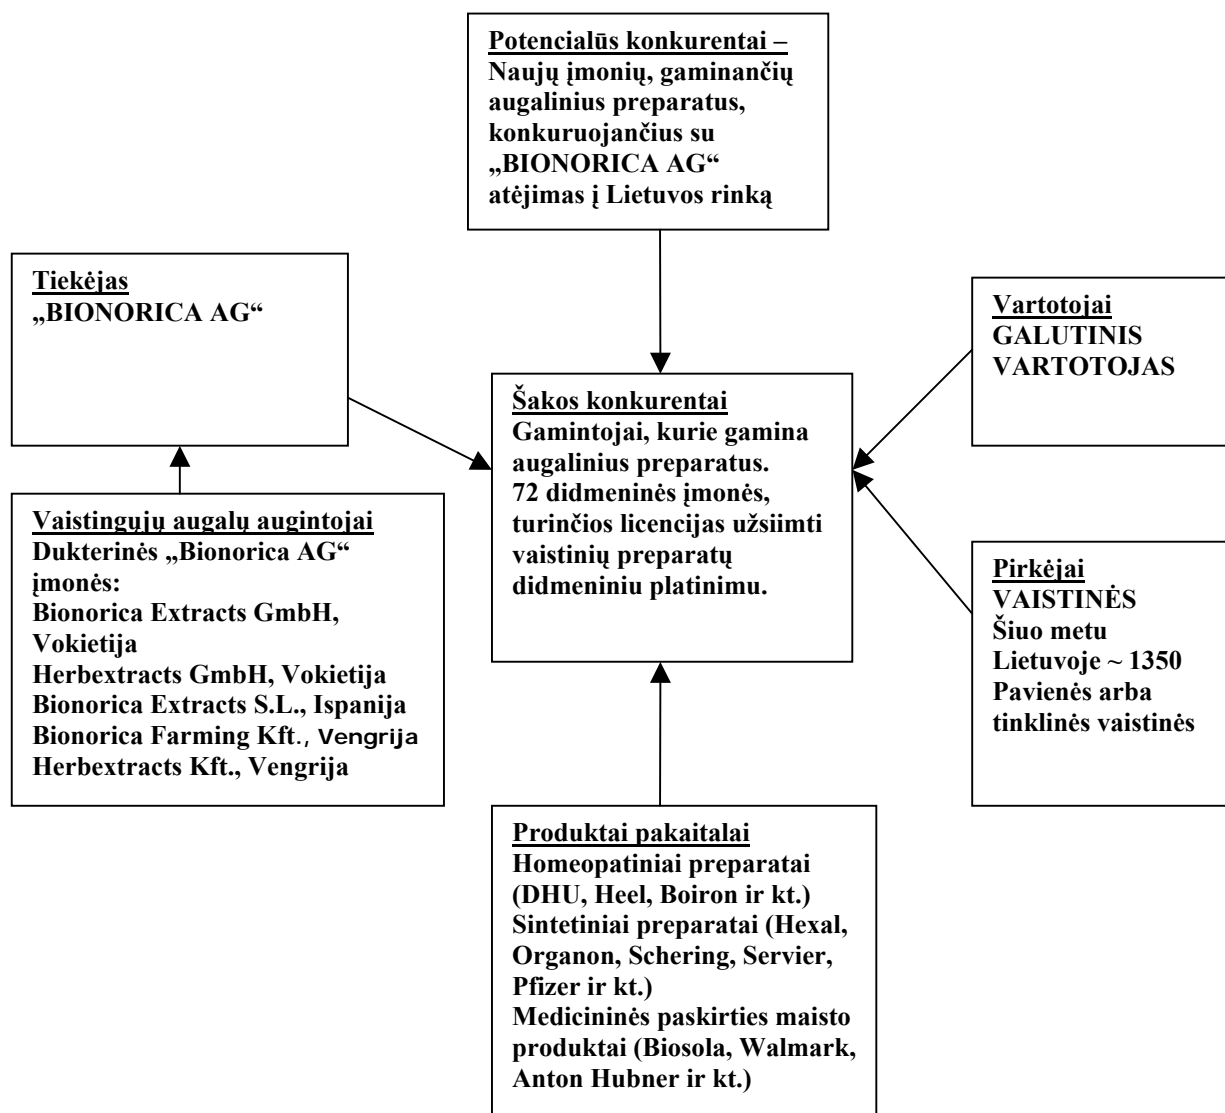 Potencialūs konkurentai –
Naujų įmonių, gaminančių
augalinius preparatus,
konkuruojančius su
„BIONORICA AG“
atėjimas į Lietuvos rinką
Tiekėjas
„BIONORICA AG“
Vartotojai
GALUTINIS
VARTOTOJAS
Šakos konkurentai
Gamintojai, kurie gamina
augalinius preparatus.
72 didmeninės įmonės,
turinčios licencijas užsiimti
vaistinių preparatų
didmeniniu platinimu.
Vaistingųjų augalų augintojai
Dukterinės „Bionorica AG“
įmonės:
Bionorica Extracts GmbH,
Vokietija
Herbextracts GmbH, Vokietija
Bionorica Extracts S.L., Ispanija
Bionorica Farming Kft., Vengrija
Herbextracts Kft., Vengrija
Pirkėjai
VAISTINĖS
Šiuo metu
Lietuvoje ~ 1350
Pavienės arba
tinklinės vaistinės
Produktai pakaitalai
Homeopatiniai preparatai
(DHU, Heel, Boiron ir kt.)
Sintetiniai preparatai (Hexal,
Organon, Schering, Servier,
Pfizer ir kt.)
Medicininės paskirties maisto
produktai (Biosola, Walmark,
Anton Hubner ir kt.)